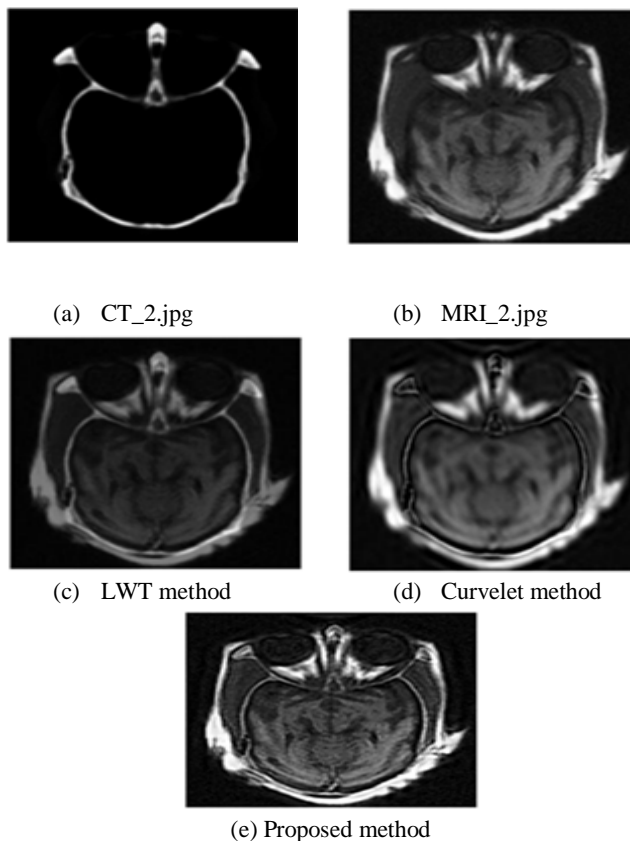 (a) CT_2.jpg
(b) MRI_2.jpg
(c) LWT method
(d) Curvelet method
(e) Proposed method